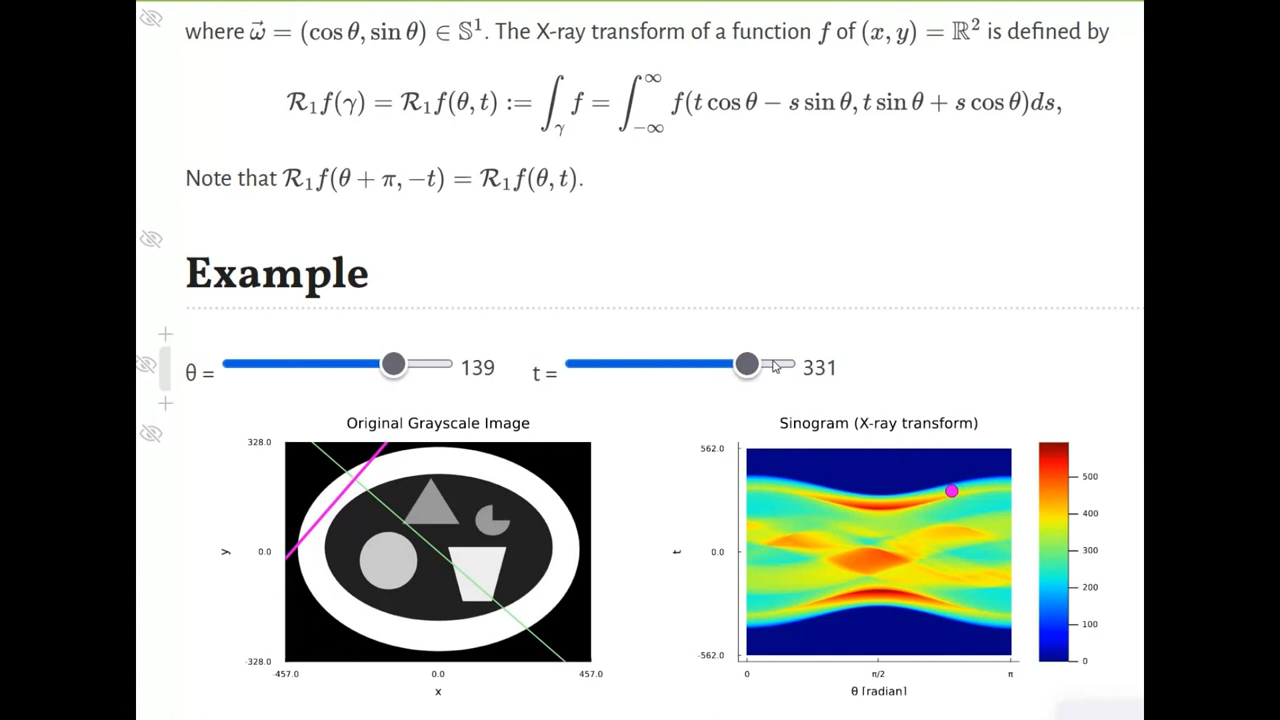 where ω⃗ = (cos θ, sin θ) ∈ 𝕊¹. The X-ray transform of a function f of (x, y) = ℝ² is defined by
ℛ₁f(γ) = ℛ₁f(θ, t) := ∫_γ f = ∫_{-∞}^{∞} f(t cos θ − s sin θ, t sin θ + s cos θ)ds,
Note that ℛ₁f(θ + π, −t) = ℛ₁f(θ, t).
Example
θ = 139 t = 331
Original Grayscale Image
328.0
y
0.0
-328.0
-457.0 0.0 457.0
x
Sinogram (X-ray transform)
562.0
t
0.0
-562.0
0 π/2 π
θ [radian]
500
400
300
200
100
0